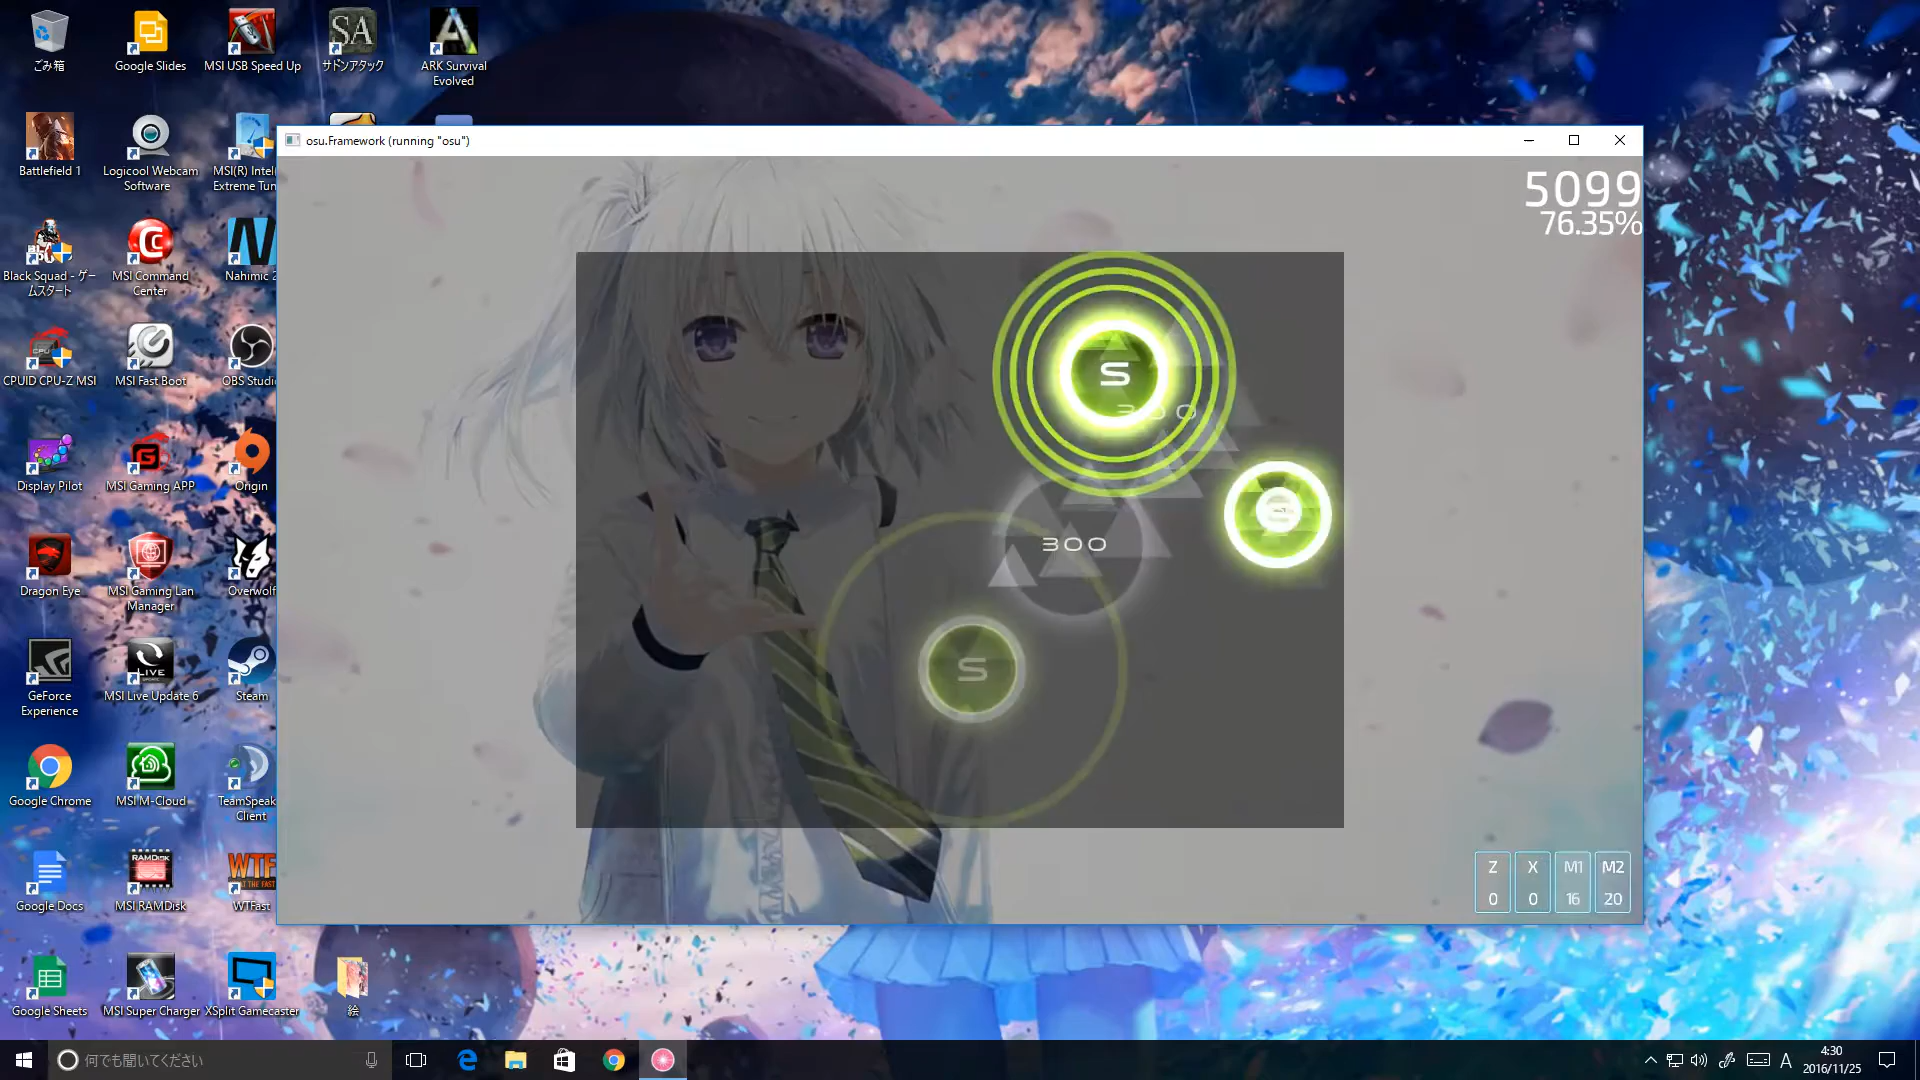 ごみ箱
Google Slides
MSI USB Speed Up
サドンアタック
ARK Survival
Evolved
SA
Battlefield 1
Logicool Webcam
Software
MSI(R) Intel
Extreme Tun
osu.Framework (running "osu")
5099
76.35%
Black Squad - ゲー
ムスタート
MSI Command
Center
Nahimic 2
CPUID CPU-Z MSI
MSI Fast Boot
OBS Studi
S
300
Display Pilot
MSI Gaming APP
Origin
300
S
Dragon Eye
MSI Gaming Lan
Manager
Overwolf
GeForce
Experience
LIVE
MSI Live Update 6
Steam
Google Chrome
MSI M-Cloud
TeamSpeak
Client
RAMDisk
WTF
Google Docs
MSI RAMDisk
WTFast
Z X M1 M2
0 0 16 20
Google Sheets
MSI Super Charger
XSplit Gamecaster
絵
何でも聞いてください
A
4:30
2016/11/25